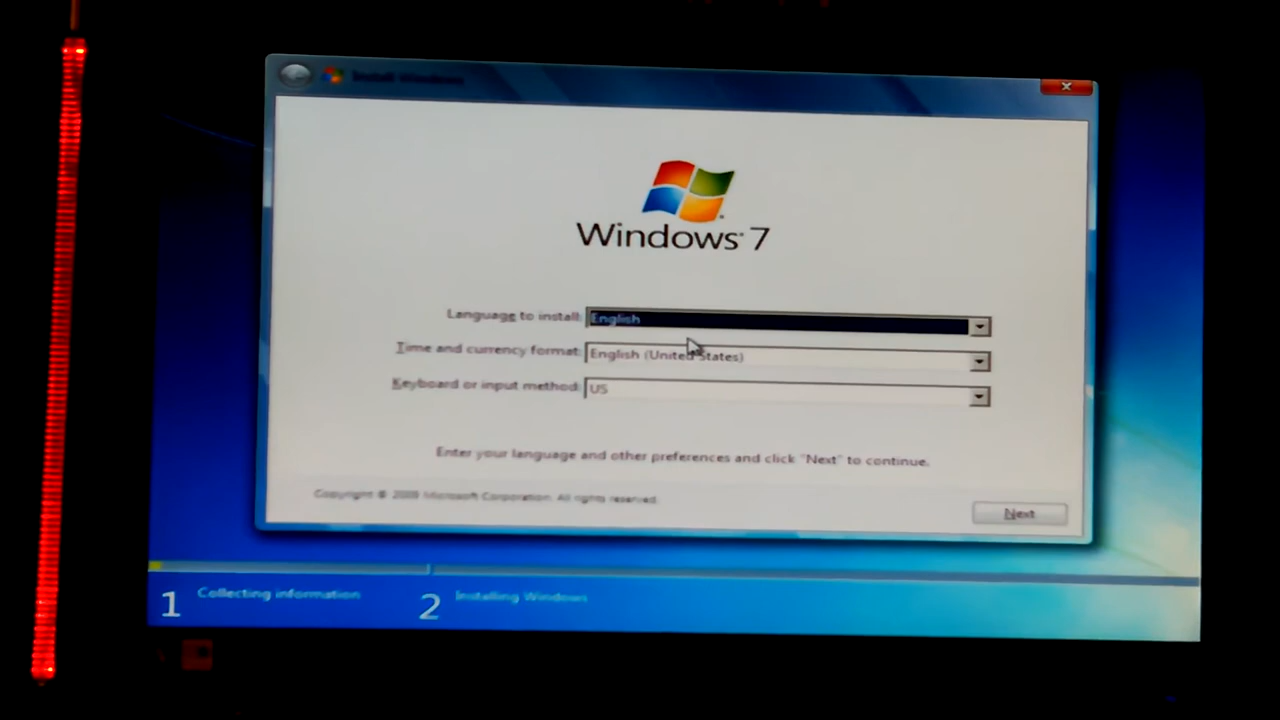 Install Windows
Windows 7
Language to install: English
Time and currency format: English (United States)
Keyboard or input method: US
Enter your language and other preferences and click "Next" to continue.
Copyright © 2009 Microsoft Corporation. All rights reserved.
Next
1 Collecting information
2 Installing Windows